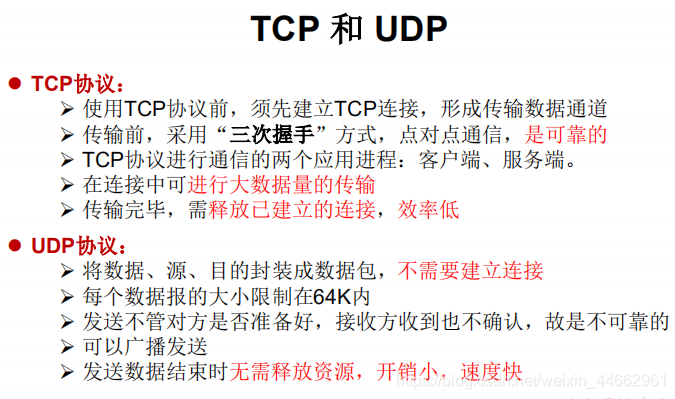 TCP 和 UDP
● TCP协议：
➢ 使用TCP协议前，须先建立TCP连接，形成传输数据通道
➢ 传输前，采用“三次握手”方式，点对点通信，是可靠的
➢ TCP协议进行通信的两个应用进程：客户端、服务端。
➢ 在连接中可进行大数据量的传输
➢ 传输完毕，需释放已建立的连接，效率低
● UDP协议：
➢ 将数据、源、目的封装成数据包，不需要建立连接
➢ 每个数据报的大小限制在64K内
➢ 发送不管对方是否准备好，接收方收到也不确认，故是不可靠的
➢ 可以广播发送
➢ 发送数据结束时无需释放资源，开销小，速度快
https://blog.csdn.net/weixin_44662961